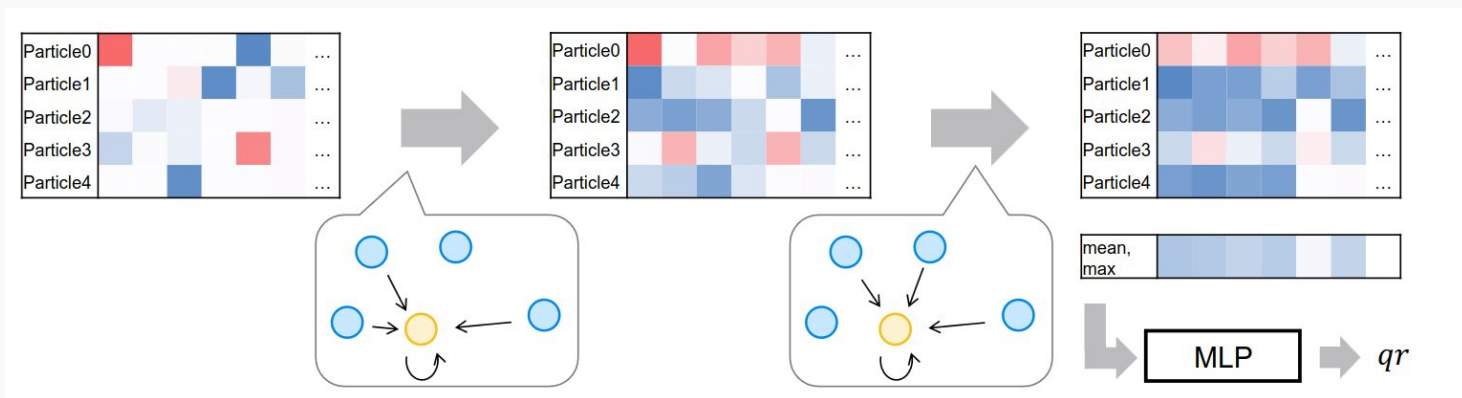 Particle0 …
Particle1 …
Particle2 …
Particle3 …
Particle4 …
Particle0 …
Particle1 …
Particle2 …
Particle3 …
Particle4 …
Particle0 …
Particle1 …
Particle2 …
Particle3 …
Particle4 …
mean,
max
MLP
qr